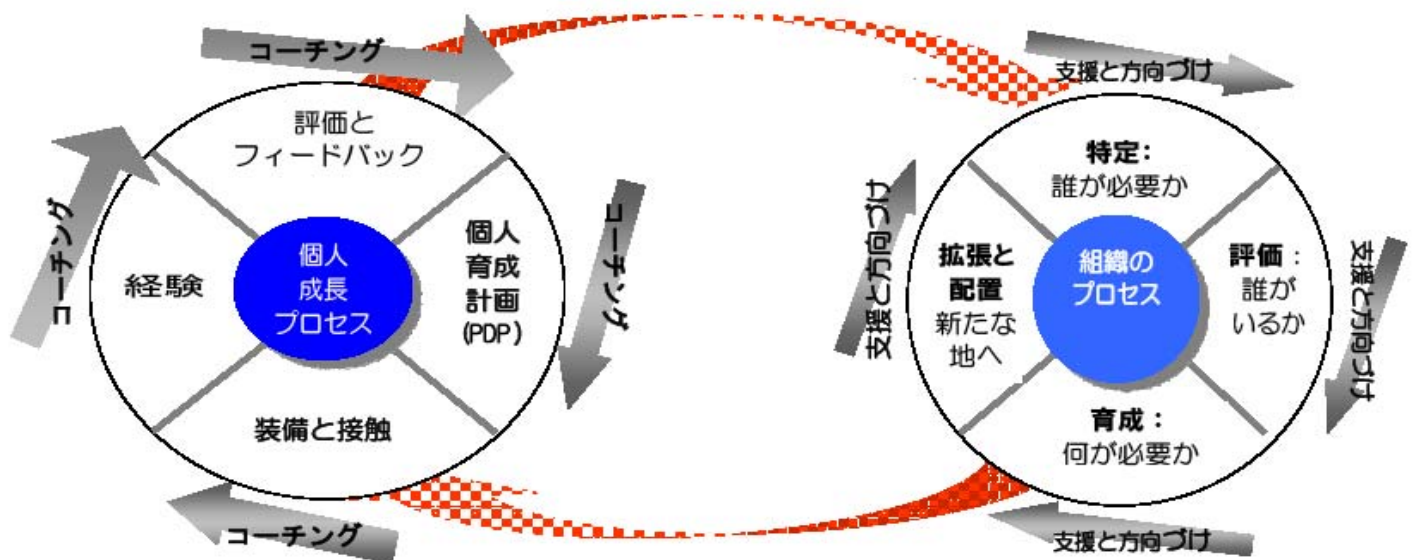 コーチング
コーチング
評価と
フィードバック
経験
個人
成長
プロセス
個人
育成
計画
(PDP)
コーチング
装備と接触
コーチング
支援と方向づけ
支援と方向づけ
特定：
誰が必要か
拡張と
配置
新たな
地へ
組織の
プロセス
評価：
誰が
いるか
支援と方向づけ
育成：
何が必要か
支援と方向づけ